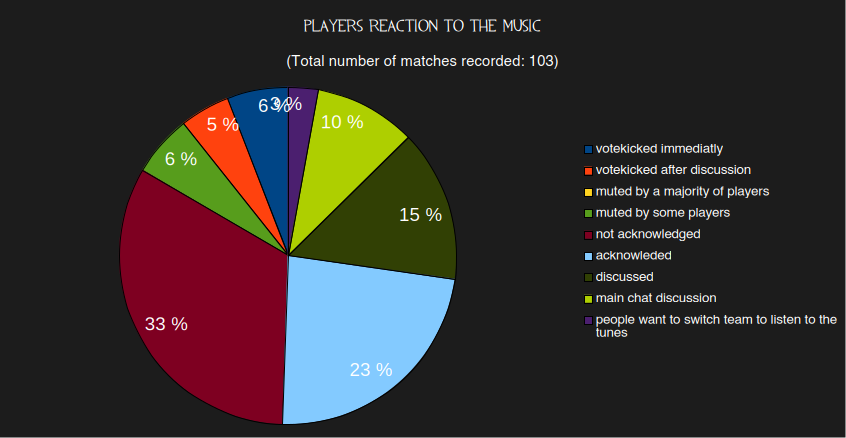 PLAYERS REACTION TO THE MUSIC
(Total number of matches recorded: 103)
6 %
3 %
10 %
5 %
6 %
15 %
33 %
23 %
votekicked immediatly
votekicked after discussion
muted by a majority of players
muted by some players
not acknowledged
acknowleded
discussed
main chat discussion
people want to switch team to listen to the
tunes